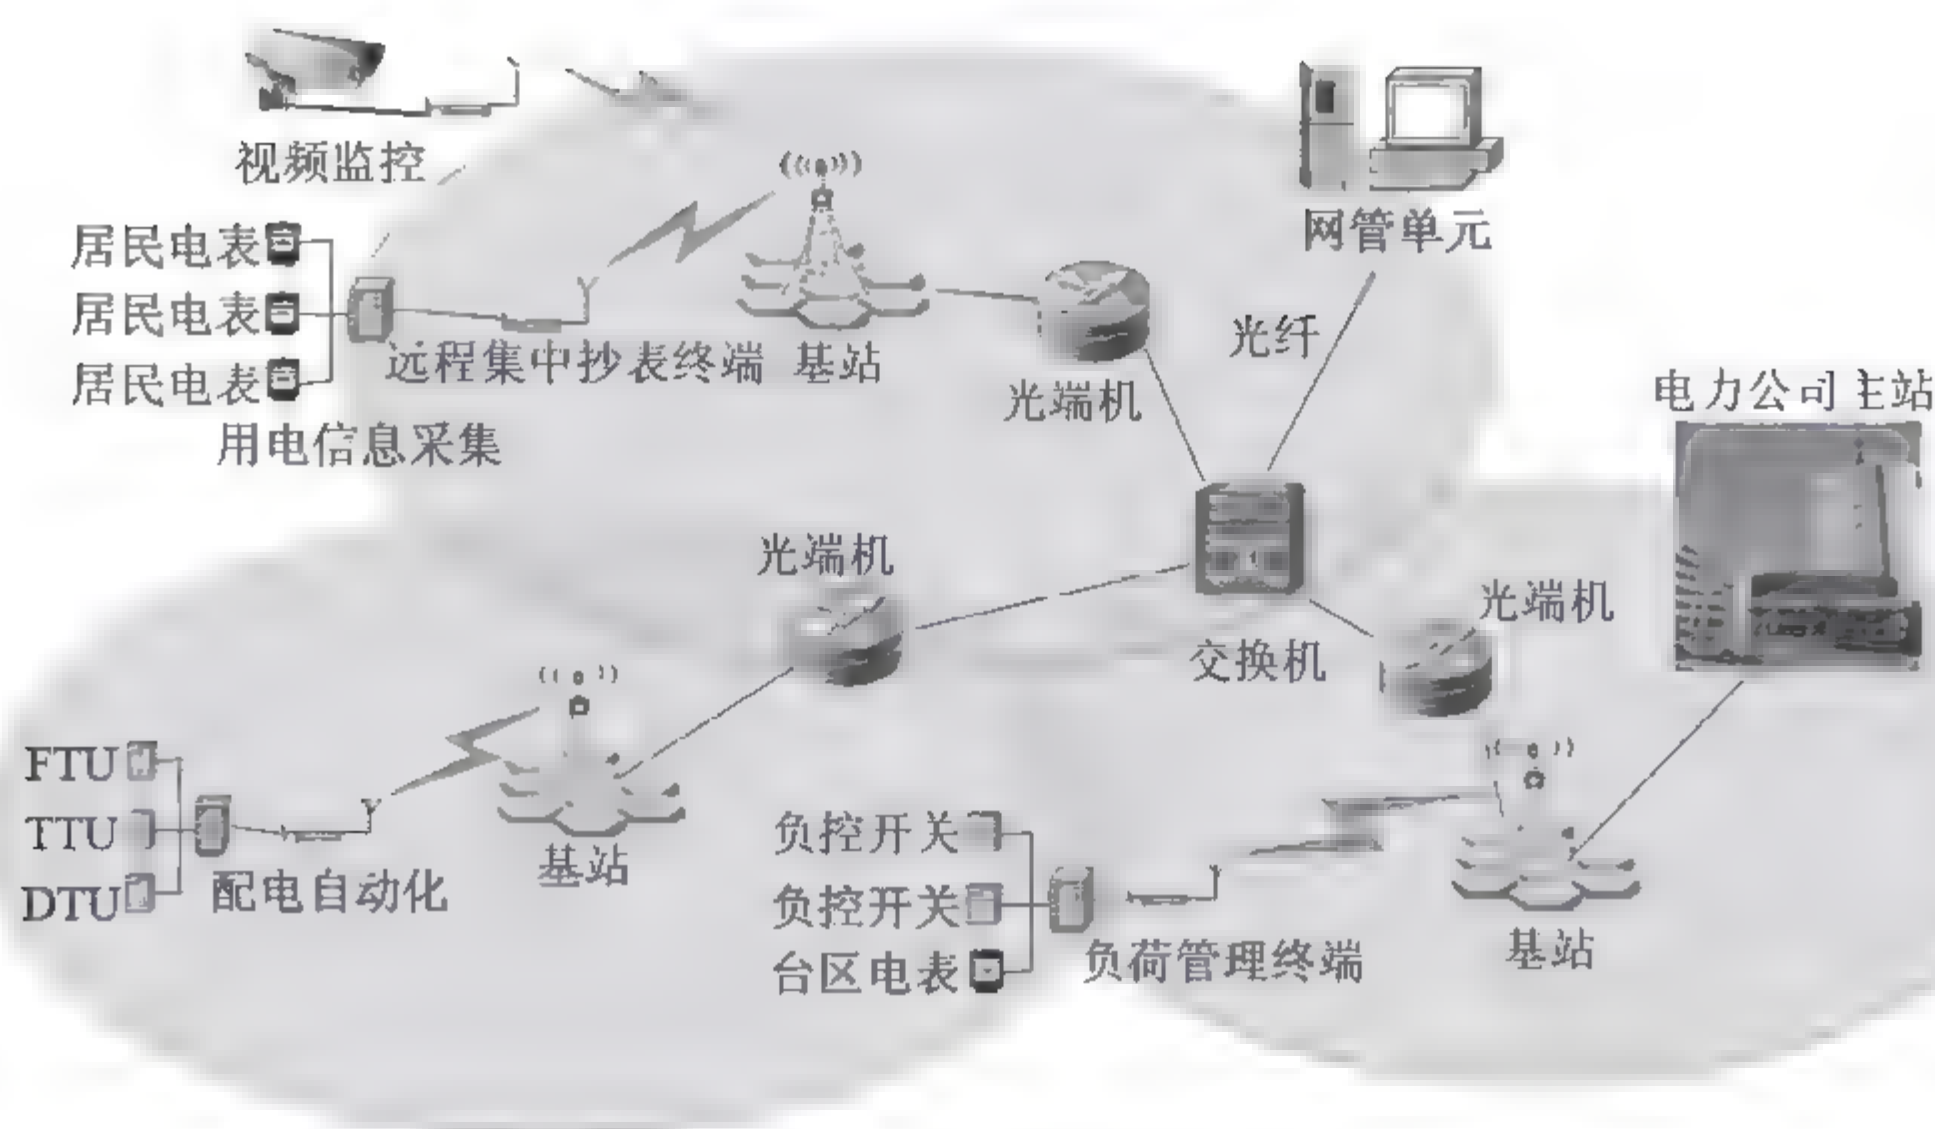 视频监控
居民电表
居民电表
居民电表
远程集中抄表终端
基站
用电信息采集
光端机
网管单元
光纤
电力公司主站
光端机
交换机
光端机
FTU
TTU
DTU
配电自动化
基站
负控开关
负控开关
台区电表
负荷管理终端
基站